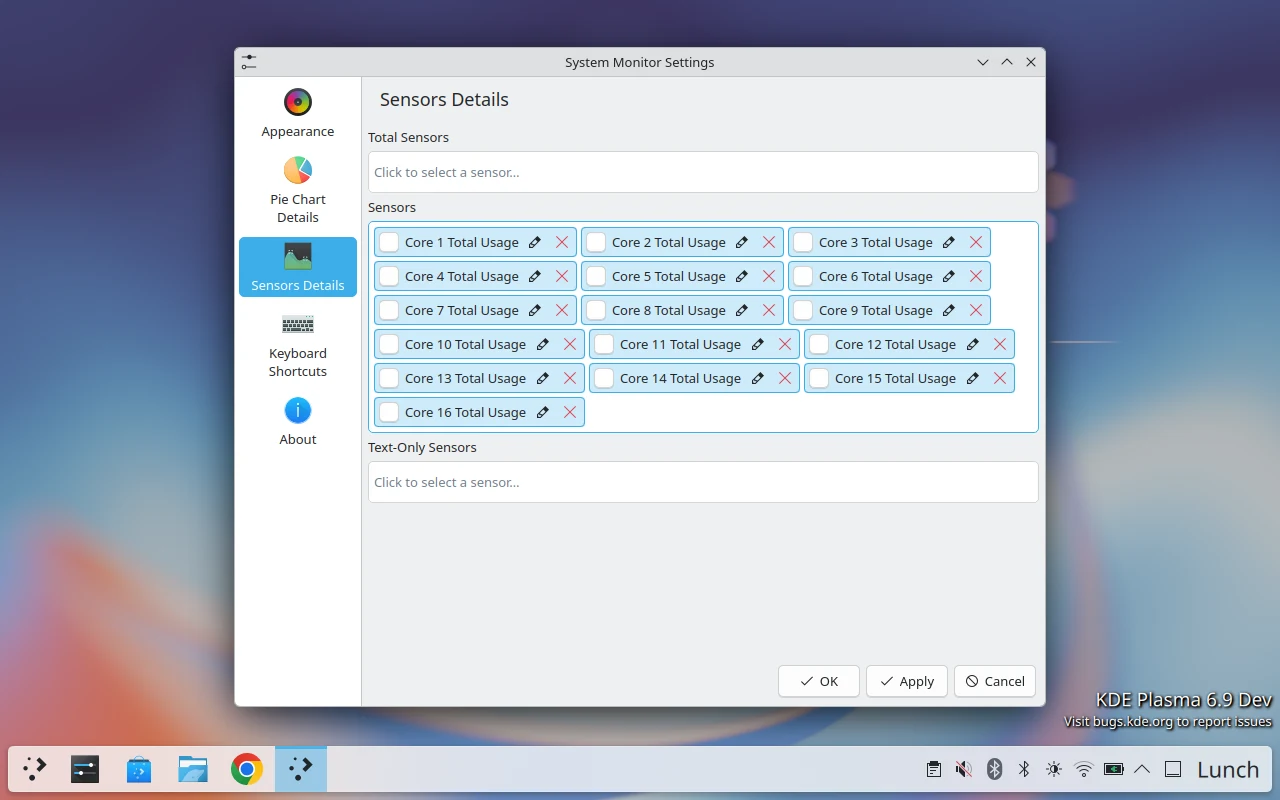 System Monitor Settings
Appearance
Pie Chart
Details
Sensors Details
Keyboard
Shortcuts
About
Sensors Details
Total Sensors
Click to select a sensor...
Sensors
Core 1 Total Usage Core 2 Total Usage Core 3 Total Usage
Core 4 Total Usage Core 5 Total Usage Core 6 Total Usage
Core 7 Total Usage Core 8 Total Usage Core 9 Total Usage
Core 10 Total Usage Core 11 Total Usage Core 12 Total Usage
Core 13 Total Usage Core 14 Total Usage Core 15 Total Usage
Core 16 Total Usage
Text-Only Sensors
Click to select a sensor...
OK Apply Cancel
KDE Plasma 6.9 Dev
Visit bugs.kde.org to report issues
Lunch